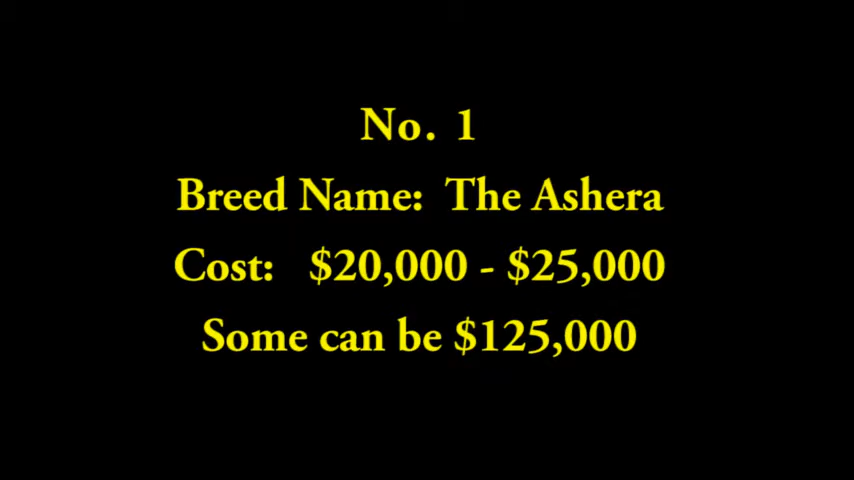 No. 1
Breed Name: The Ashera
Cost: $20,000 - $25,000
Some can be $125,000